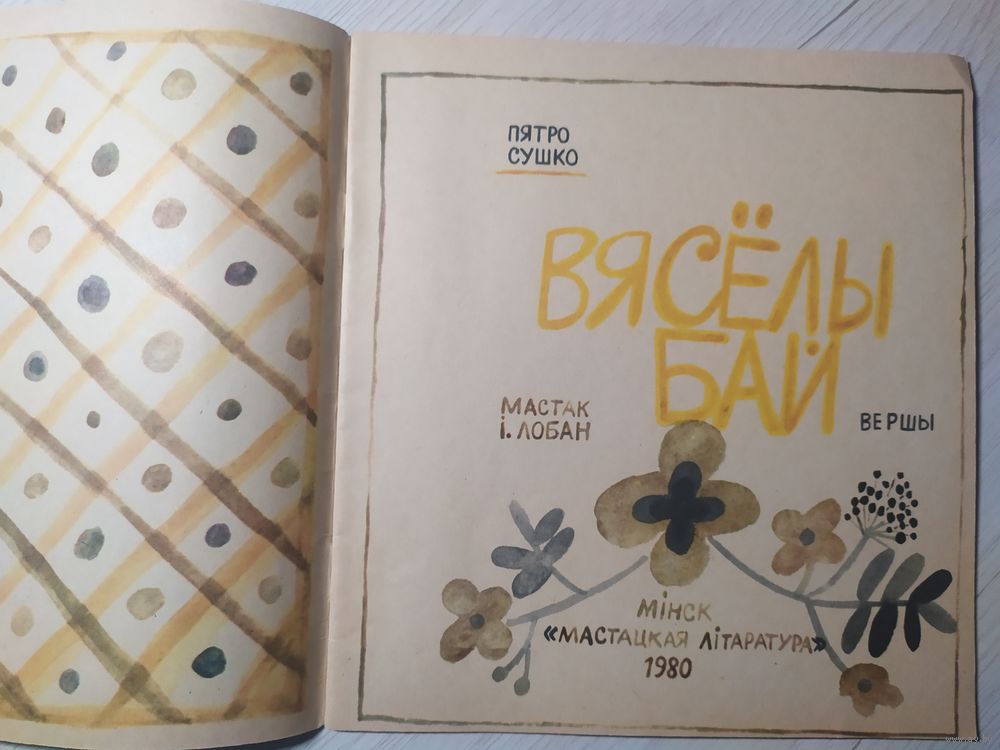 ПЯТРО
СУШКО
ВЯСЁЛЫ
БАЙ
МАСТАК
І. ЛОБАН
ВЕРШЫ
МІНСК
«МАСТАЦКАЯ ЛІТАРАТУРА»
1980